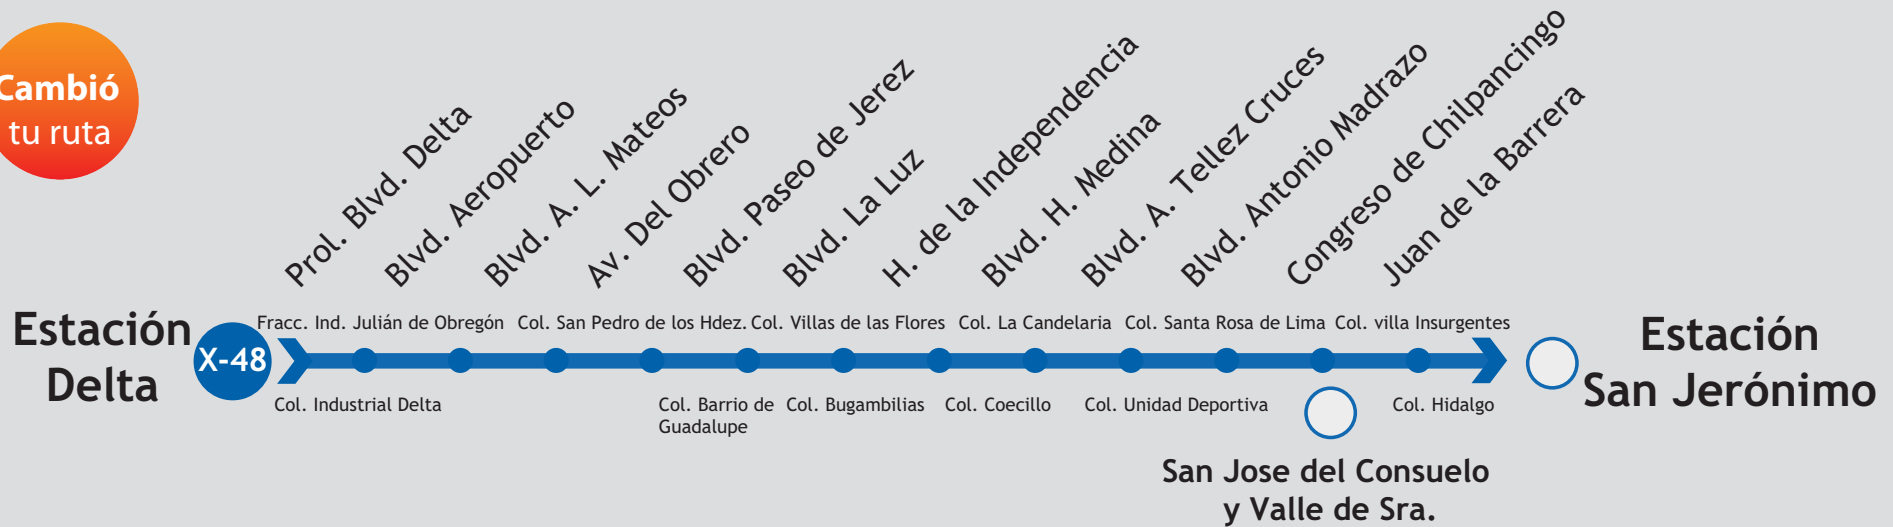 Cambió
tu ruta
Prol. Blvd. Delta
Blvd. Aeropuerto
Blvd. A. L. Mateos
Av. Del Obrero
Blvd. Paseo de Jerez
Blvd. La Luz
H. de la Independencia
Blvd. H. Medina
Blvd. A. Tellez Cruces
Blvd. Antonio Madrazo
Congreso de Chilpancingo
Juan de la Barrera
Estación
Delta
X-48
Fracc. Ind. Julián de Obregón
Col. San Pedro de los Hdez.
Col. Villas de las Flores
Col. La Candelaria
Col. Santa Rosa de Lima
Col. villa Insurgentes
Col. Industrial Delta
Col. Barrio de
Guadalupe
Col. Bugambilias
Col. Coecillo
Col. Unidad Deportiva
Col. Hidalgo
San Jose del Consuelo
y Valle de Sra.
Estación
San Jerónimo